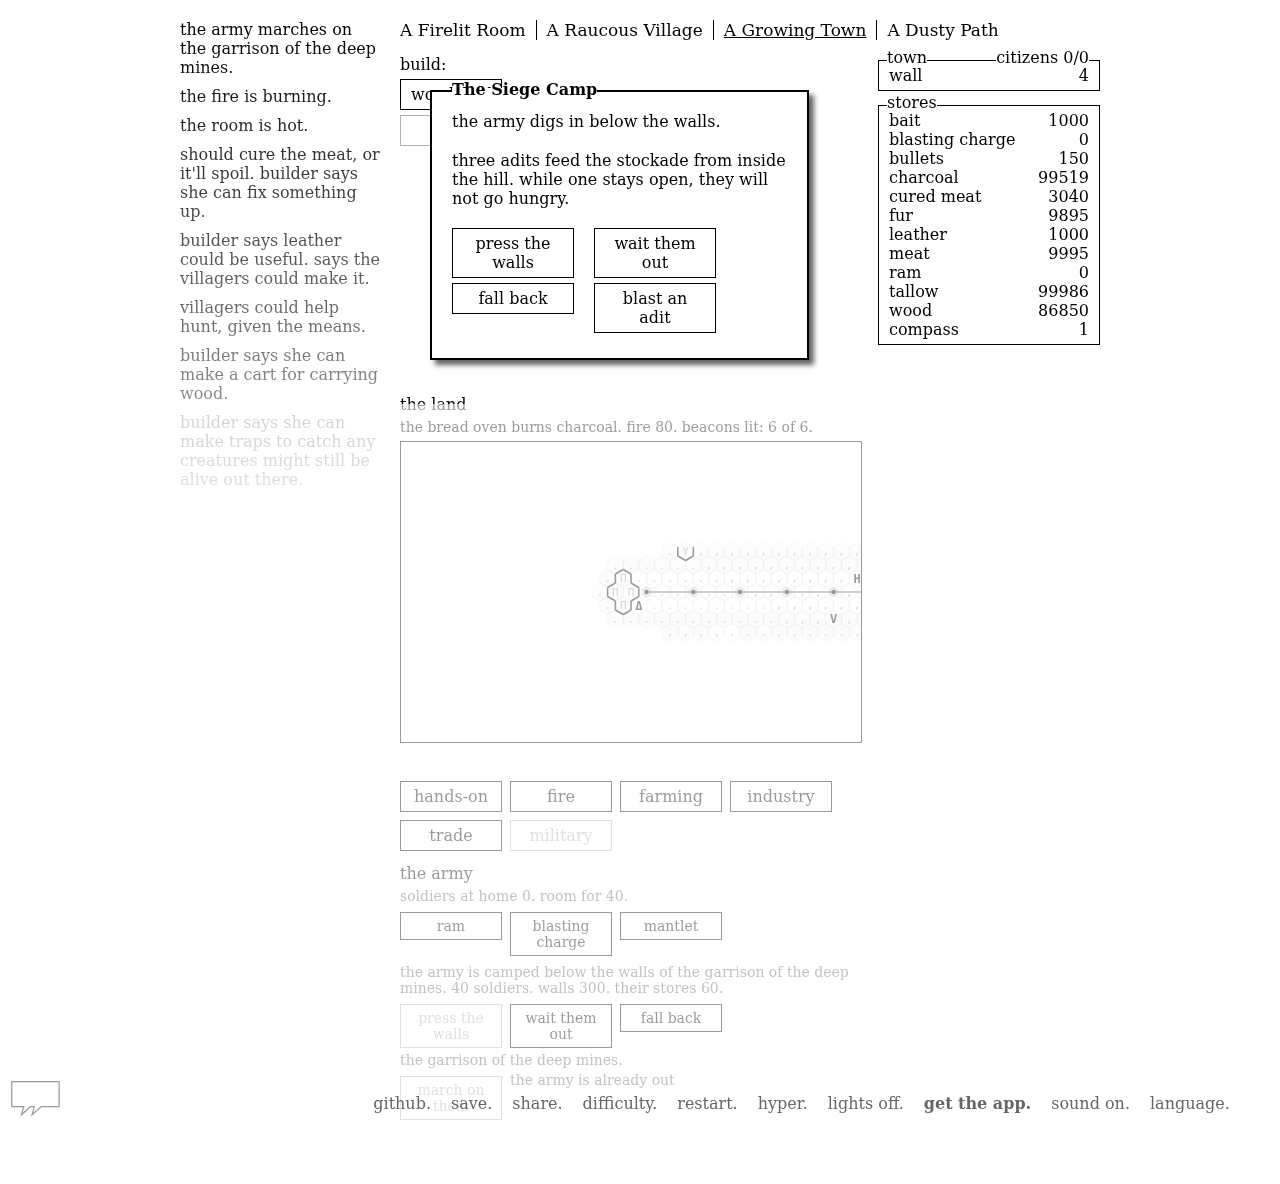 the army marches on
the garrison of the deep
mines.
the fire is burning.
the room is hot.
should cure the meat, or
it'll spoil. builder says
she can fix something
up.
builder says leather
could be useful. says the
villagers could make it.
villagers could help
hunt, given the means.
builder says she can
make a cart for carrying
wood.
builder says she can
make traps to catch any
creatures might still be
alive out there.
A Firelit Room
A Raucous Village
A Growing Town
A Dusty Path
build:
The Siege Camp
the army digs in below the walls.
three adits feed the stockade from inside
the hill. while one stays open, they will
not go hungry.
press the
walls
wait them
out
fall back
blast an
adit
town
citizens 0/0
wall 4
stores
bait 1000
blasting charge 0
bullets 150
charcoal 99519
cured meat 3040
fur 9895
leather 1000
meat 9995
ram 0
tallow 99986
wood 86850
compass 1
the land
the bread oven burns charcoal. fire 80. beacons lit: 6 of 6.
Y
H
Π
Π Π
Π Δ
V
hands-on
fire
farming
industry
trade
military
the army
soldiers at home 0. room for 40.
ram
blasting
charge
mantlet
the army is camped below the walls of the garrison of the deep
mines. 40 soldiers. walls 300. their stores 60.
press the
walls
wait them
out
fall back
the garrison of the deep mines.
march on
the army is already out
github.
save.
share.
difficulty.
restart.
hyper.
lights off.
get the app.
sound on.
language.